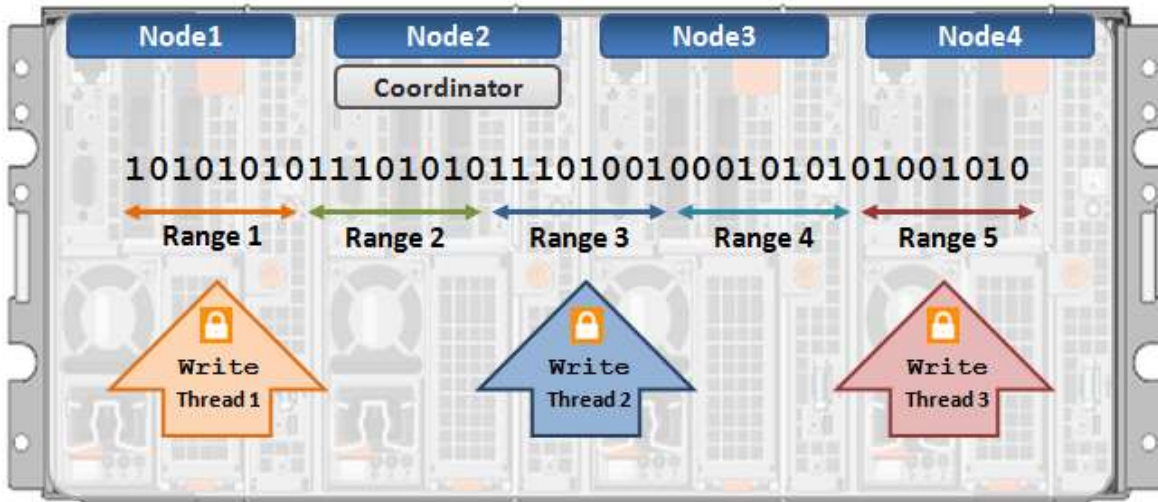 Node1 Node2 Node3 Node4
Coordinator
1010101011101010111010010001010101001010
Range 1 Range 2 Range 3 Range 4 Range 5
Write Write Write
Thread 1 Thread 2 Thread 3